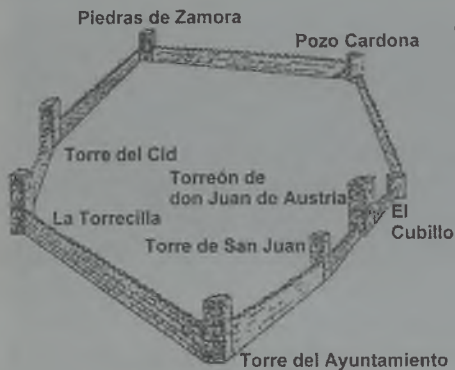 Piedras de Zamora
Pozo Cardona
Torre del Cid
Torreón de
don Juan de Austria
La Torrecilla
El
Cubillo
Torre de San Juan
Torre del Ayuntamiento